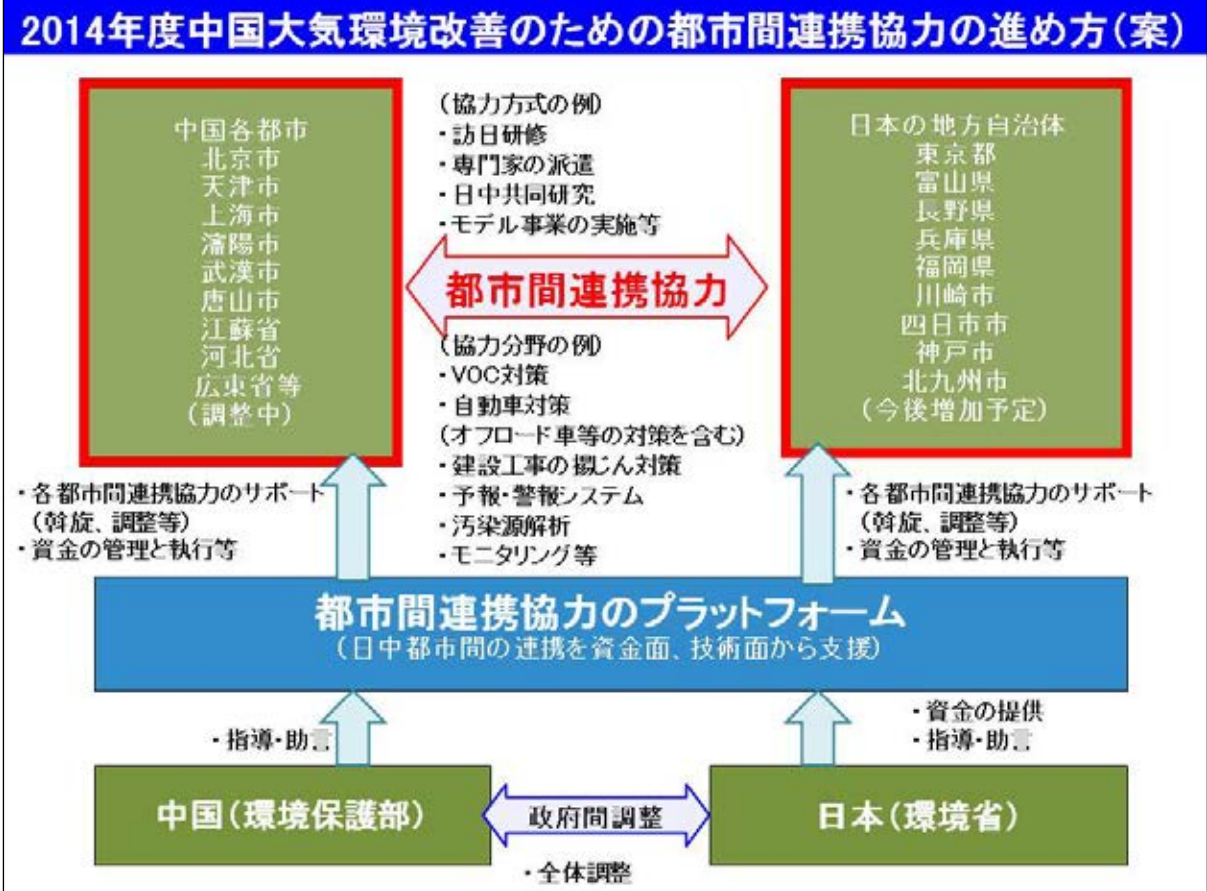 2014年度中国大気環境改善のための都市間連携協力の進め方(案)
中国各都市
北京市
天津市
上海市
瀋陽市
武漢市
唐山市
江蘇省
河北省
広東省等
(調整中)
(協力方式の例)
・訪日研修
・専門家の派遣
・日中共同研究
・モデル事業の実施等
都市間連携協力
(協力分野の例)
・VOC対策
・自動車対策
(オフロード車等の対策を含む)
・建設工事の揚じん対策
・予報・警報システム
・汚染源解析
・モニタリング等
日本の地方自治体
東京都
富山県
長野県
兵庫県
福岡県
川崎市
四日市市
神戸市
北九州市
(今後増加予定)
・各都市間連携協力のサポート
(斡旋、調整等)
・資金の管理と執行等
・各都市間連携協力のサポート
(斡旋、調整等)
・資金の管理と執行等
都市間連携協力のプラットフォーム
(日中都市間の連携を資金面、技術面から支援)
・指導・助言
・資金の提供
・指導・助言
中国(環境保護部)
政府間調整
日本(環境省)
・全体調整